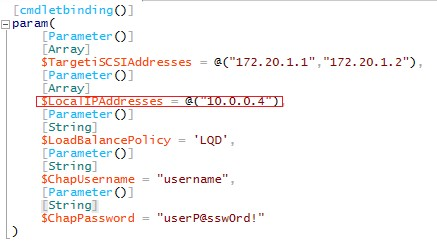 [cmdletbinding()]
param(
[Parameter()]
[Array]
$TargetiSCSIAddresses = @("172.20.1.1","172.20.1.2"),
[Parameter()]
[Array]
$LocalIPAddresses = @("10.0.0.4")
[Parameter()]
[String]
$LoadBalancePolicy = 'LQD',
[Parameter()]
[String]
$ChapUsername = "username",
[Parameter()]
[String]
$ChapPassword = "userP@ssw0rd!"
)